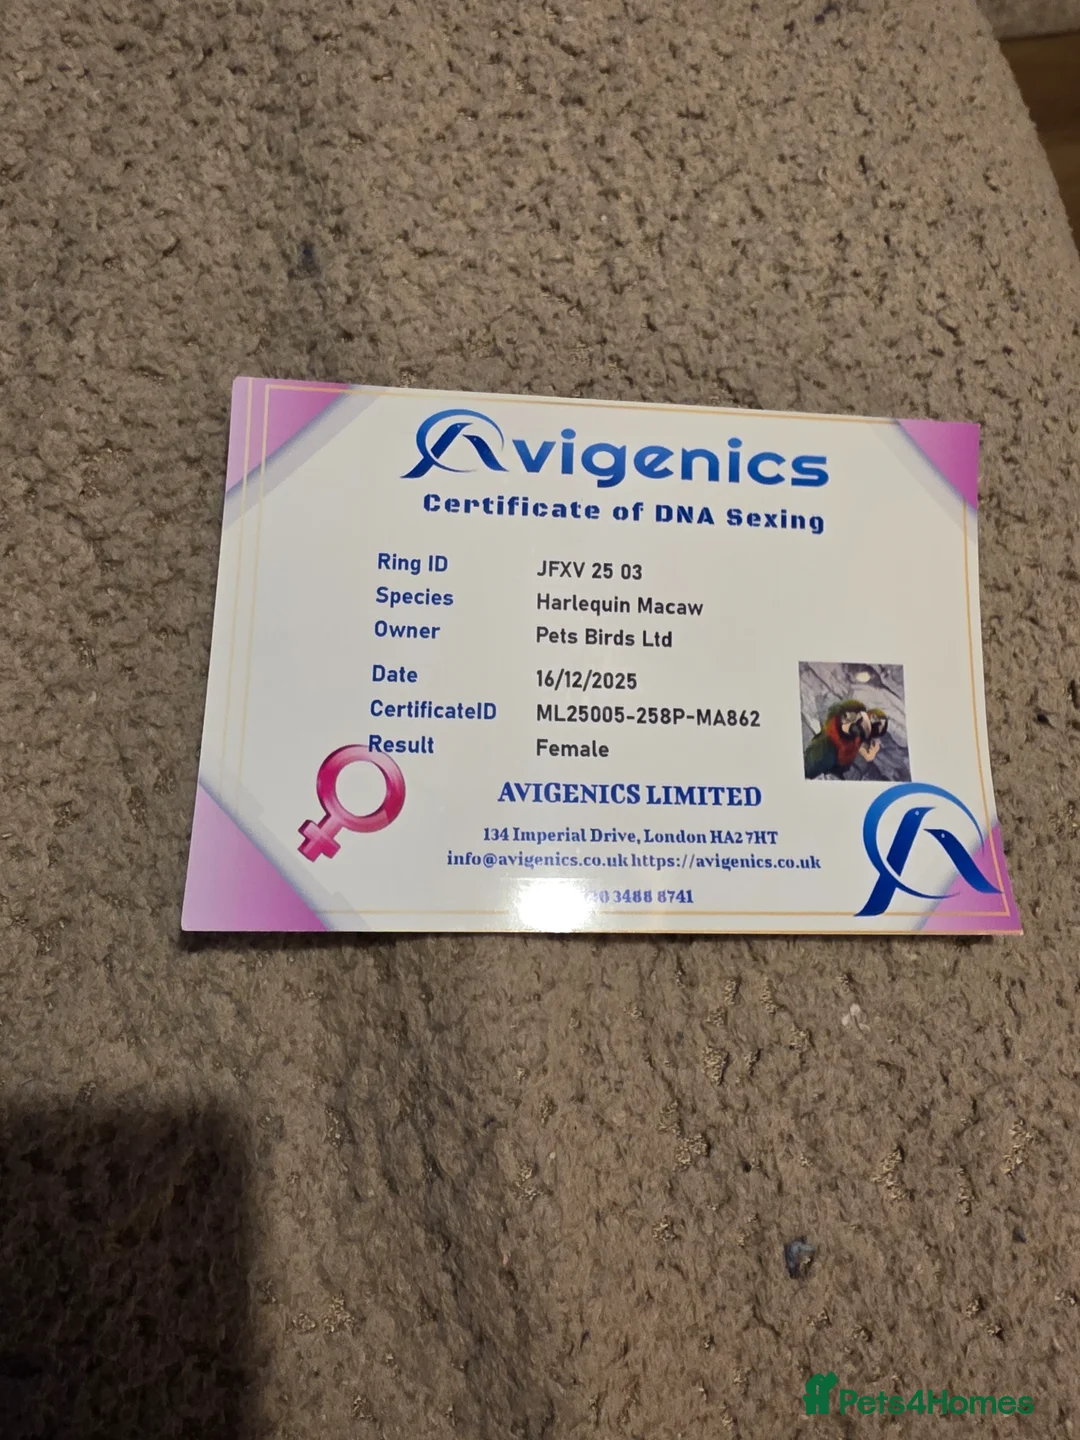 Avigenics
Certificate of DNA Sexing
Ring ID JFXV 25 03
Species Harlequin Macaw
Owner Pets Birds Ltd
Date 16/12/2025
CertificateID ML25005-258P-MA862
Result Female
AVIGENICS LIMITED
134 Imperial Drive, London HA2 7HT
info@avigenics.co.uk https://avigenics.co.uk
3488 8741
Pets4Homes